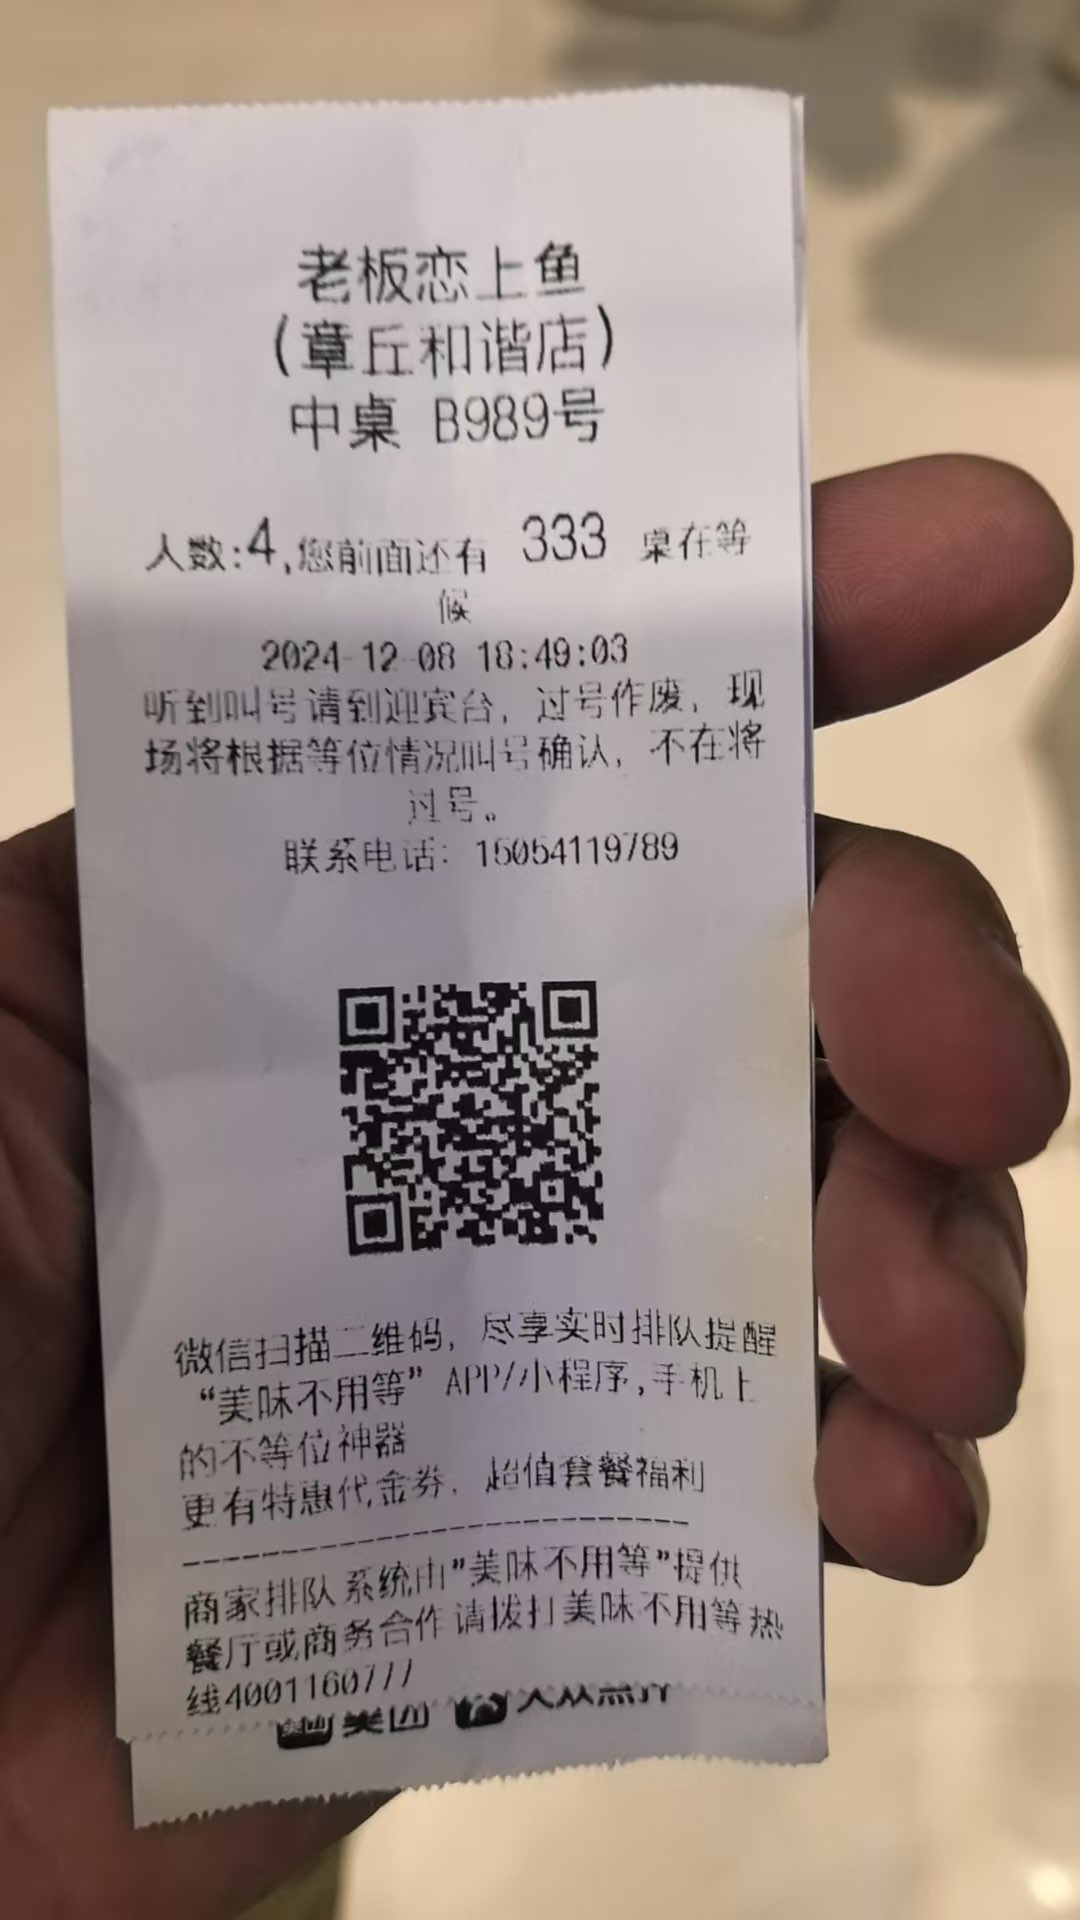 老板恋上鱼
(章丘和谐店)
中桌 B989号
人数:4,您前面还有 333 桌在等
候
2024-12-08 18:49:03
听到叫号请到迎宾台，过号作废，现
场将根据等位情况叫号确认，不在将
过号。
联系电话：15054119789
微信扫描二维码，尽享实时排队提醒
“美味不用等” APP/小程序,手机上
的不等位神器
更有特惠代金券，超值套餐福利
商家排队系统由"美味不用等"提供
餐厅或商务合作请拨打美味不用等热
线4001160777
美团 大众点评